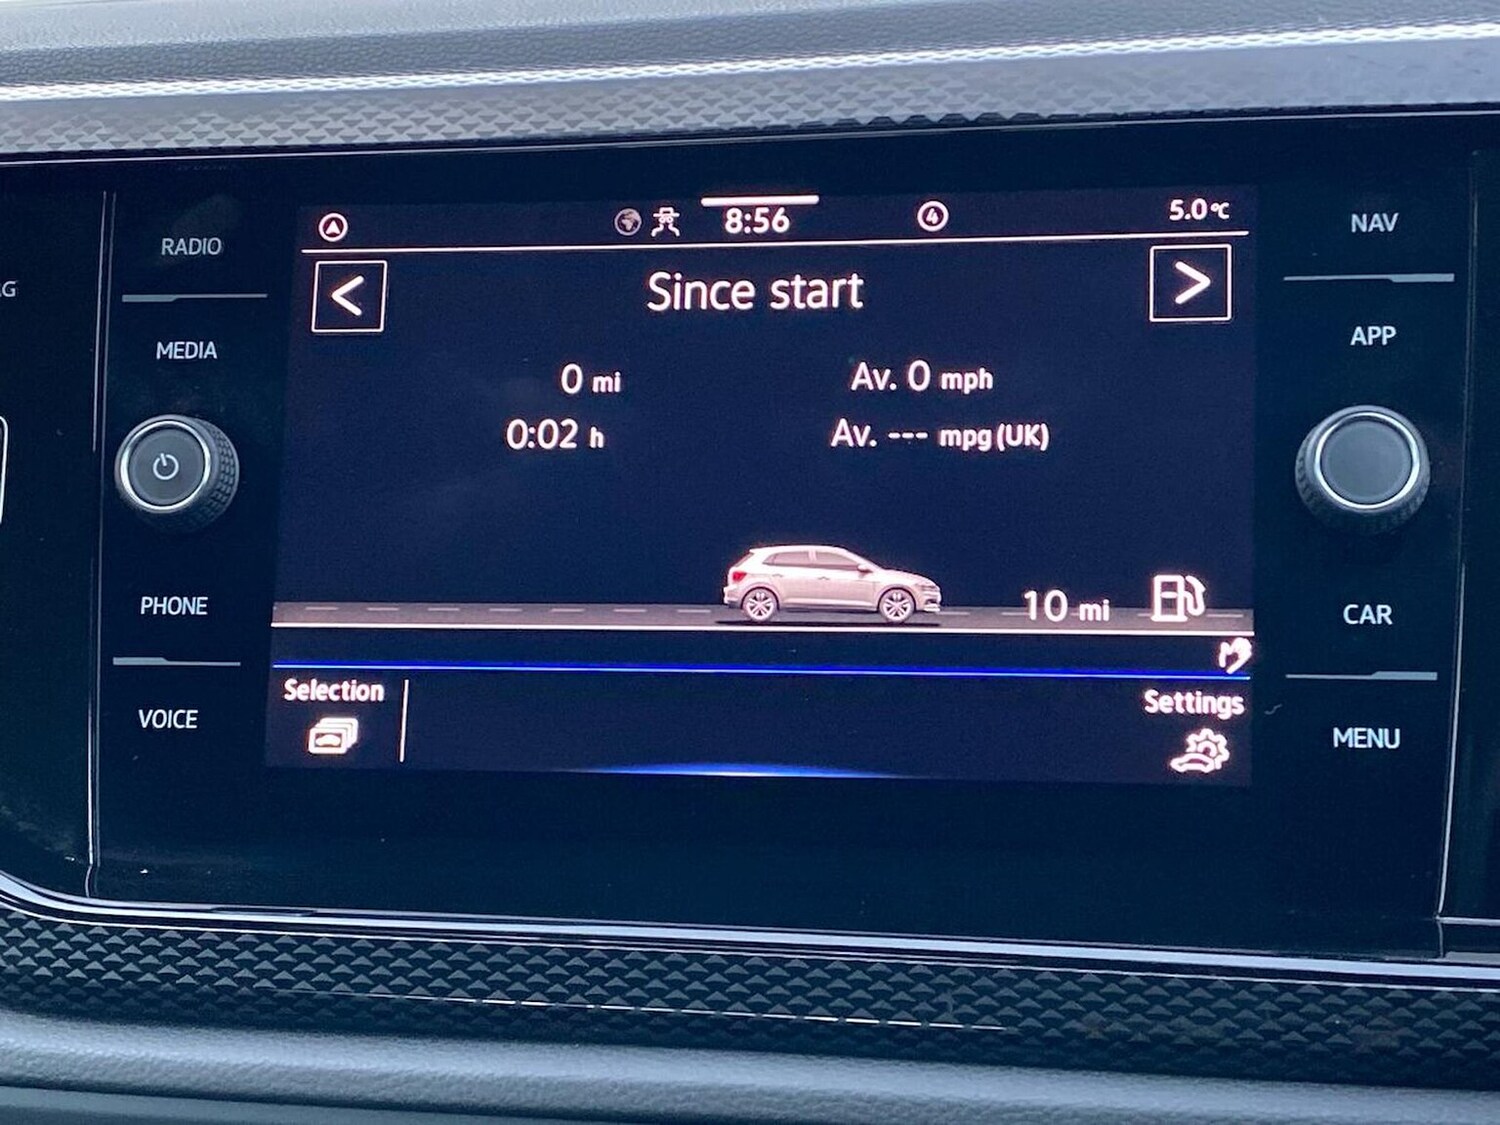 RADIO
MEDIA
PHONE
VOICE
8:56
4
5.0°C
<
Since start
>
0 mi
Av. 0 mph
0:02 h
Av. --- mpg (UK)
10 mi
Selection
Settings
NAV
APP
CAR
MENU